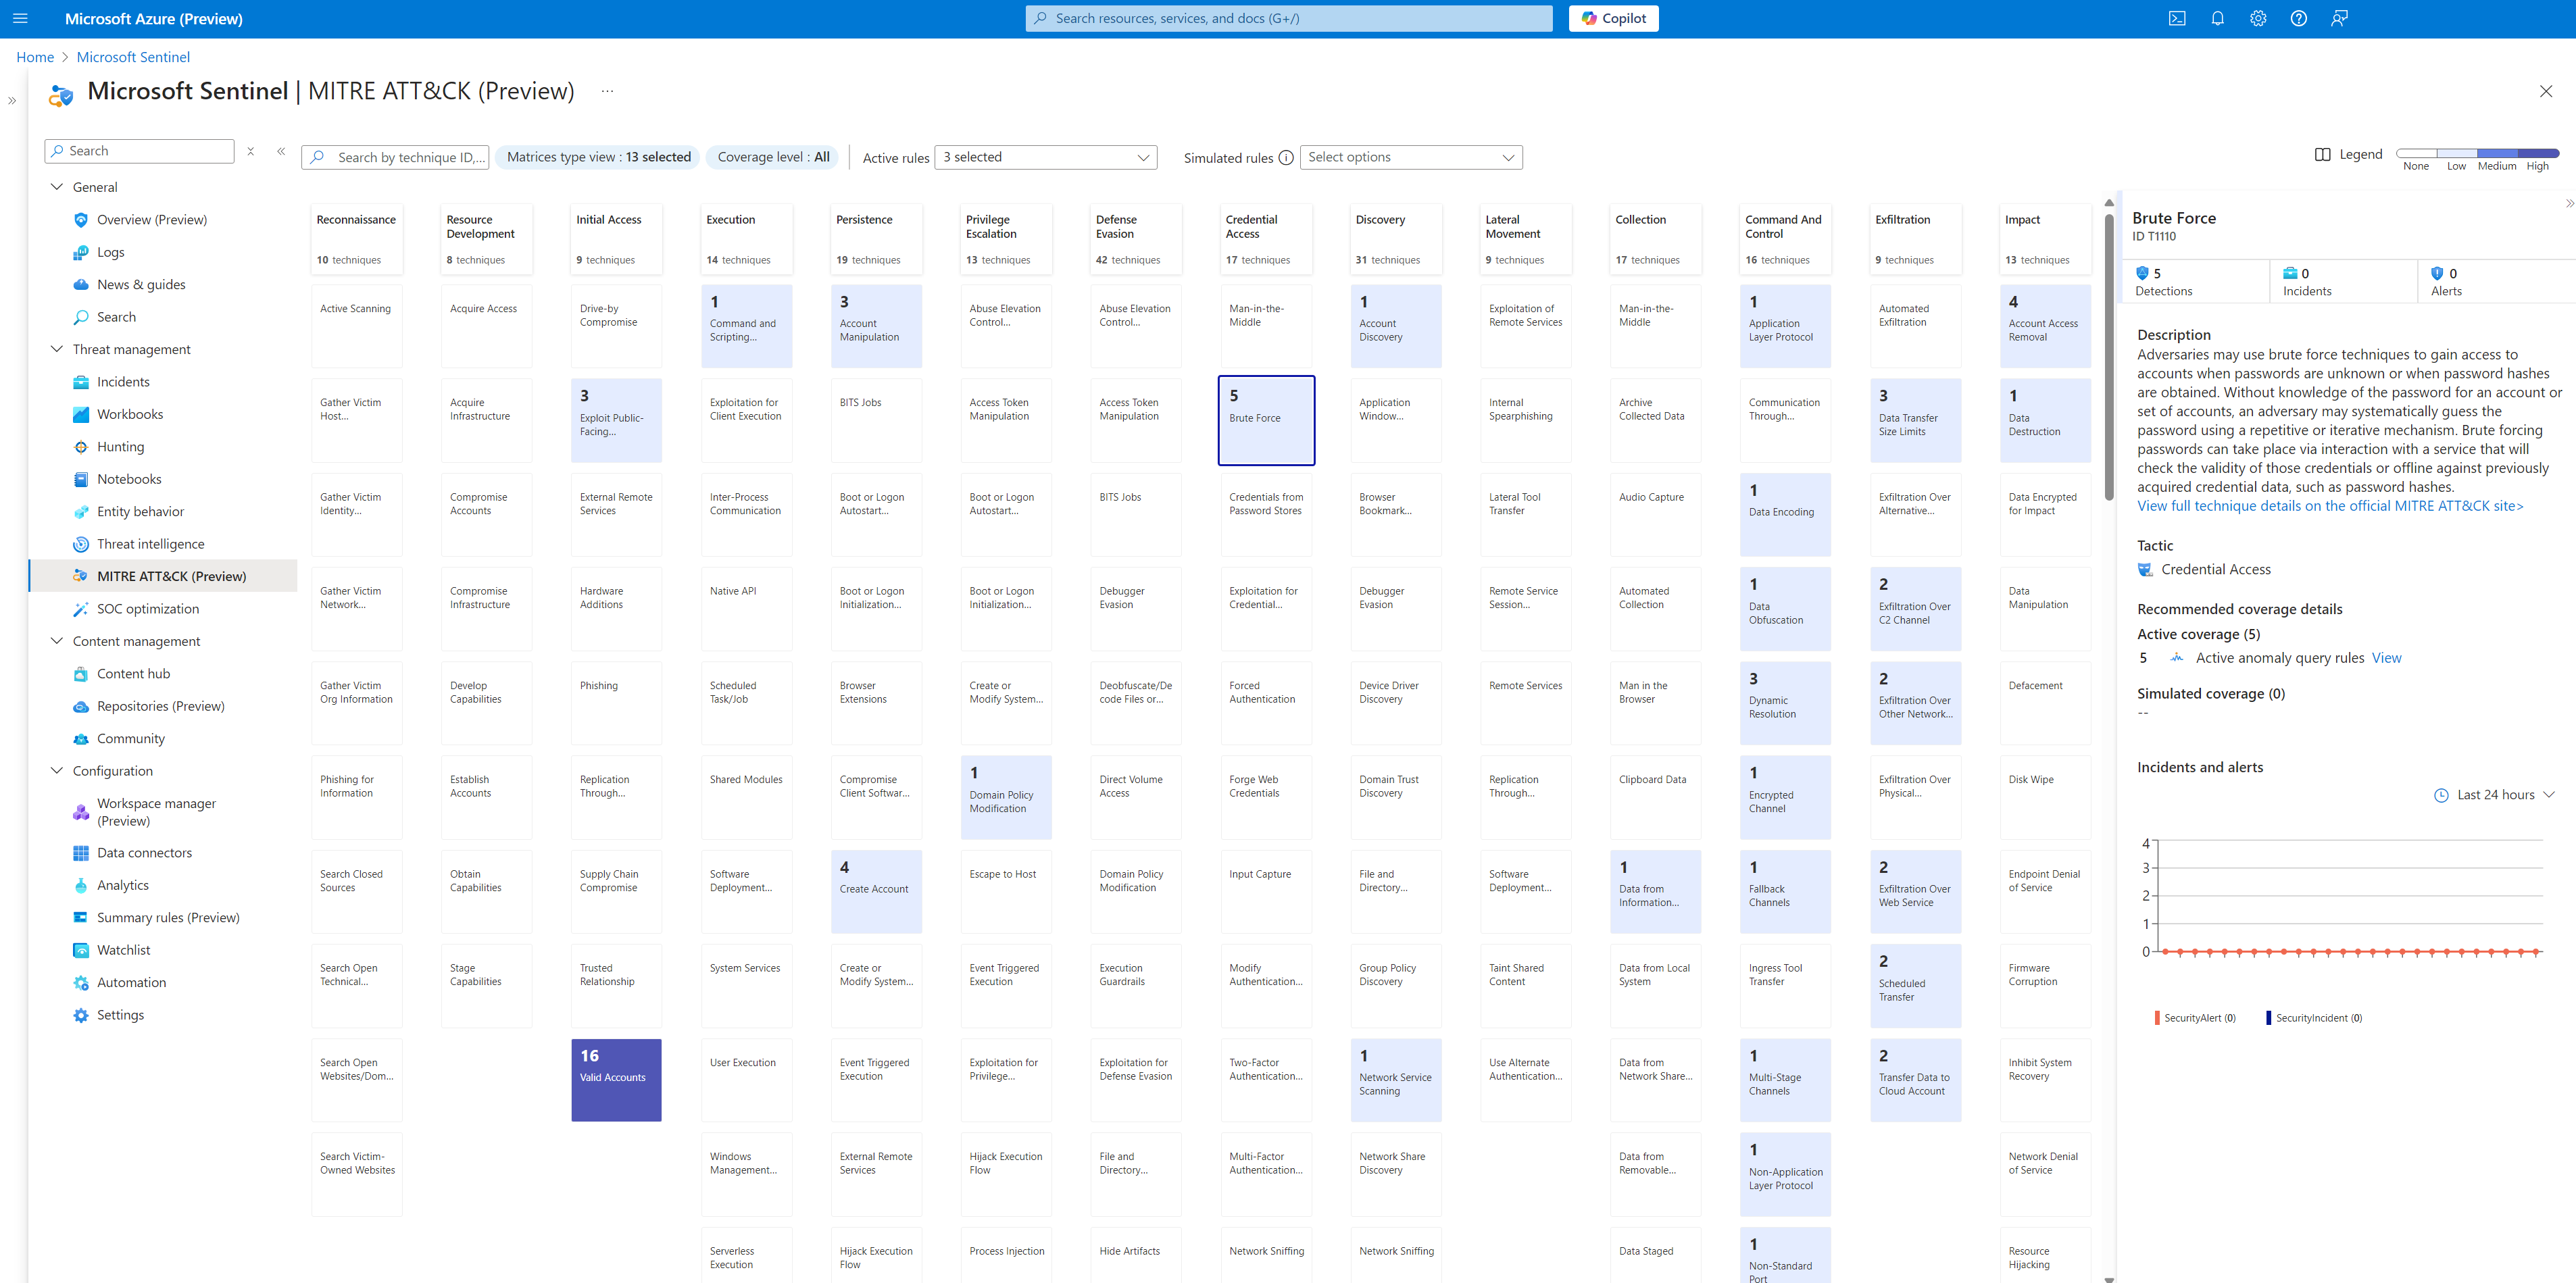 Microsoft Azure (Preview)
Search resources, services, and docs (G+/)
Copilot
Home > Microsoft Sentinel
Microsoft Sentinel | MITRE ATT&CK (Preview)
...
Search
General
Overview (Preview)
Logs
News & guides
Search
Threat management
Incidents
Workbooks
Hunting
Notebooks
Entity behavior
Threat intelligence
MITRE ATT&CK (Preview)
SOC optimization
Content management
Content hub
Repositories (Preview)
Community
Configuration
Workspace manager
(Preview)
Data connectors
Analytics
Summary rules (Preview)
Watchlist
Automation
Settings
Search by technique ID,...
Matrices type view : 13 selected
Coverage level : All
Active rules
3 selected
Simulated rules
Select options
Legend
None
Low
Medium
High
Reconnaissance
10 techniques
Active Scanning
Gather Victim
Host...
Gather Victim
Identity...
Gather Victim
Network...
Gather Victim
Org Information
Phishing for
Information
Search Closed
Sources
Search Open
Technical...
Search Open
Websites/Dom...
Search Victim-
Owned Websites
Resource
Development
8 techniques
Acquire Access
Acquire
Infrastructure
Compromise
Accounts
Compromise
Infrastructure
Develop
Capabilities
Establish
Accounts
Obtain
Capabilities
Stage
Capabilities
Initial Access
9 techniques
Drive-by
Compromise
3
Exploit Public-
Facing...
External Remote
Services
Hardware
Additions
Phishing
Replication
Through...
Supply Chain
Compromise
Trusted
Relationship
16
Valid Accounts
Execution
14 techniques
1
Command and
Scripting...
Exploitation for
Client Execution
Inter-Process
Communication
Native API
Scheduled
Task/Job
Shared Modules
Software
Deployment...
System Services
User Execution
Windows
Management...
Serverless
Execution
Persistence
19 techniques
3
Account
Manipulation
BITS Jobs
Boot or Logon
Autostart...
Boot or Logon
Initialization...
Browser
Extensions
Compromise
Client Softwar...
4
Create Account
Create or
Modify System...
Event Triggered
Execution
External Remote
Services
Hijack Execution
Flow
Privilege
Escalation
13 techniques
Abuse Elevation
Control...
Access Token
Manipulation
Boot or Logon
Autostart...
Boot or Logon
Initialization...
Create or
Modify System...
1
Domain Policy
Modification
Escape to Host
Event Triggered
Execution
Exploitation for
Privilege...
Hijack Execution
Flow
Process Injection
Defense
Evasion
42 techniques
Abuse Elevation
Control...
Access Token
Manipulation
BITS Jobs
Debugger
Evasion
Deobfuscate/De
code Files or...
Direct Volume
Access
Domain Policy
Modification
Execution
Guardrails
Exploitation for
Defense Evasion
File and
Directory...
Hide Artifacts
Credential
Access
17 techniques
Man-in-the-
Middle
5
Brute Force
Credentials from
Password Stores
Exploitation for
Credential...
Forced
Authentication
Forge Web
Credentials
Input Capture
Modify
Authentication...
Two-Factor
Authentication...
Multi-Factor
Authentication...
Network Sniffing
Discovery
31 techniques
1
Account
Discovery
Application
Window...
Browser
Bookmark...
Debugger
Evasion
Device Driver
Discovery
Domain Trust
Discovery
File and
Directory...
Group Policy
Discovery
1
Network Service
Scanning
Network Share
Discovery
Network Sniffing
Lateral
Movement
9 techniques
Exploitation of
Remote Services
Internal
Spearphishing
Lateral Tool
Transfer
Remote Service
Session...
Remote Services
Replication
Through...
Software
Deployment...
Taint Shared
Content
Use Alternate
Authentication...
Collection
17 techniques
Man-in-the-
Middle
Archive
Collected Data
Audio Capture
Automated
Collection
Man in the
Browser
Clipboard Data
1
Data from
Information...
Data from Local
System
Data from
Network Share...
Data from
Removable...
Data Staged
Command And
Control
16 techniques
1
Application
Layer Protocol
Communication
Through...
1
Data Encoding
1
Data
Obfuscation
3
Dynamic
Resolution
1
Encrypted
Channel
1
Fallback
Channels
Ingress Tool
Transfer
1
Multi-Stage
Channels
1
Non-Application
Layer Protocol
1
Non-Standard
Port
Exfiltration
9 techniques
Automated
Exfiltration
3
Data Transfer
Size Limits
Exfiltration Over
Alternative...
2
Exfiltration Over
C2 Channel
2
Exfiltration Over
Other Network...
Exfiltration Over
Physical...
2
Exfiltration Over
Web Service
2
Scheduled
Transfer
2
Transfer Data to
Cloud Account
Impact
13 techniques
4
Account Access
Removal
1
Data
Destruction
Data Encrypted
for Impact
Data
Manipulation
Defacement
Disk Wipe
Endpoint Denial
of Service
Firmware
Corruption
Inhibit System
Recovery
Network Denial
of Service
Resource
Hijacking
Brute Force
ID T1110
5
Detections
0
Incidents
0
Alerts
Description
Adversaries may use brute force techniques to gain access to
accounts when passwords are unknown or when password hashes
are obtained. Without knowledge of the password for an account or
set of accounts, an adversary may systematically guess the
password using a repetitive or iterative mechanism. Brute forcing
passwords can take place via interaction with a service that will
check the validity of those credentials or offline against previously
acquired credential data, such as password hashes.
View full technique details on the official MITRE ATT&CK site>
Tactic
Credential Access
Recommended coverage details
Active coverage (5)
5 Active anomaly query rules View
Simulated coverage (0)
--
Incidents and alerts
Last 24 hours
4
3
2
1
0
SecurityAlert (0)
SecurityIncident (0)